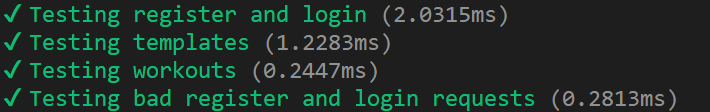 ✓ Testing register and login (2.0315ms)
✓ Testing templates (1.2283ms)
✓ Testing workouts (0.2447ms)
✓ Testing bad register and login requests (0.2813ms)